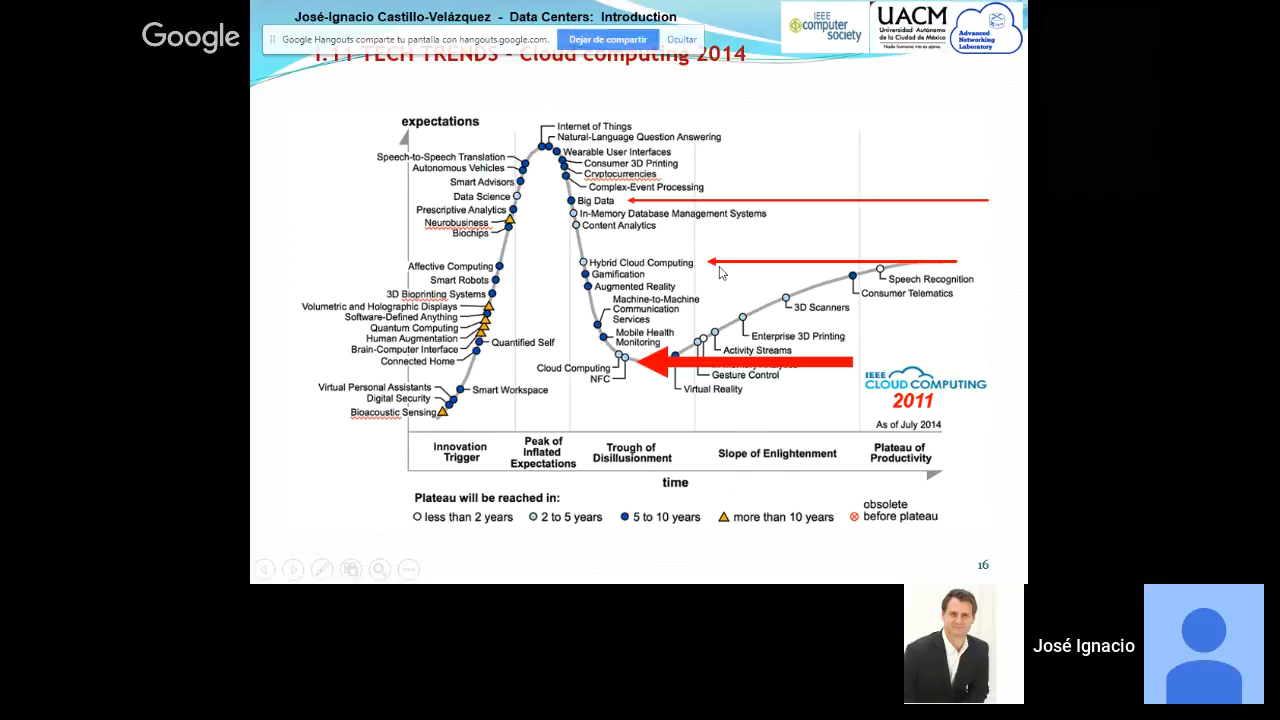 José-Ignacio Castillo-Velázquez - Data Centers: Introduction
Google
Google Hangouts comparte tu pantalla con hangouts.google.com.
Dejar de compartir
Ocultar
IEEE
computer
society
UACM
Universidad Autónoma
de la Ciudad de México
Nada humano me es ajeno
Advanced
Networking
Laboratory
I.11 TECH TRENDS - Cloud Computing 2014
expectations
Internet of Things
Natural-Language Question Answering
Wearable User Interfaces
Consumer 3D Printing
Cryptocurrencies
Complex-Event Processing
Big Data
In-Memory Database Management Systems
Content Analytics
Hybrid Cloud Computing
Gamification
Augmented Reality
Machine-to-Machine
Communication
Services
Mobile Health
Monitoring
Speech-to-Speech Translation
Autonomous Vehicles
Smart Advisors
Data Science
Prescriptive Analytics
Neurobusiness
Biochips
Affective Computing
Smart Robots
3D Bioprinting Systems
Volumetric and Holographic Displays
Software-Defined Anything
Quantum Computing
Human Augmentation
Brain-Computer Interface
Connected Home
Quantified Self
Virtual Personal Assistants
Smart Workspace
Digital Security
Bioacoustic Sensing
Cloud Computing
NFC
Speech Recognition
Consumer Telematics
3D Scanners
Enterprise 3D Printing
Activity Streams
Gesture Control
Virtual Reality
IEEE
CLOUD COMPUTING
2011
As of July 2014
Innovation
Trigger
Peak of
Inflated
Expectations
Trough of
Disillusionment
Slope of Enlightenment
Plateau of
Productivity
time
Plateau will be reached in:
less than 2 years
2 to 5 years
5 to 10 years
more than 10 years
obsolete
before plateau
16
José Ignacio